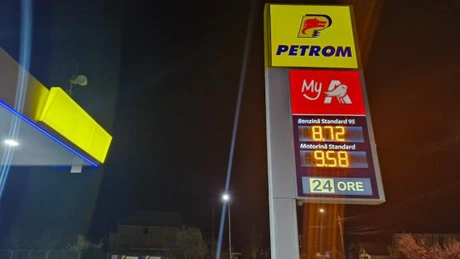 PETROM
My
Benzină Standard 95
8.72
Motorină Standard
9.58
24 ORE